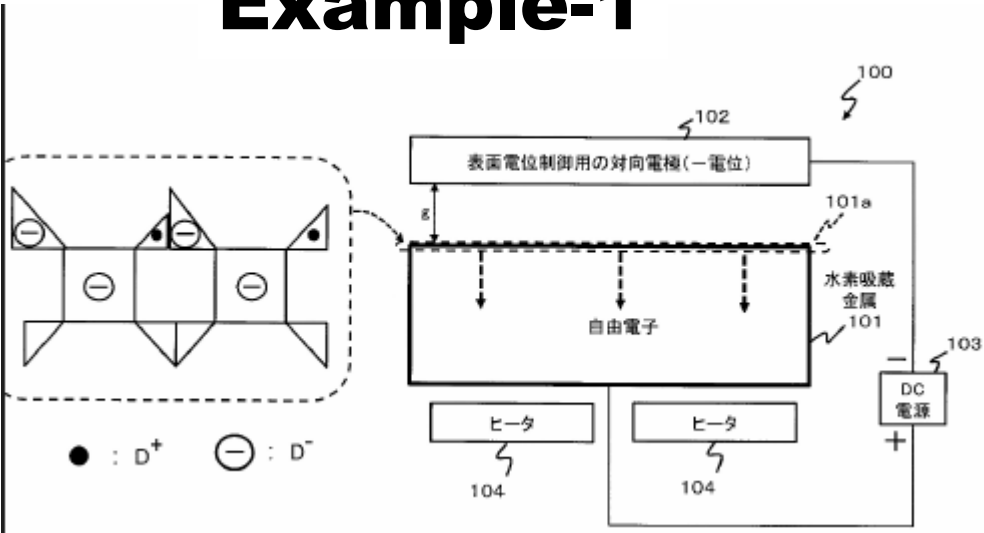 Example-1
100
102
表面電位制御用の対向電極(ー電位)
g
101a
水素吸蔵
金属
101
自由電子
103
DC
電源
−
+
ヒータ
ヒータ
104
104
● : D⁺
⊖ : D⁻